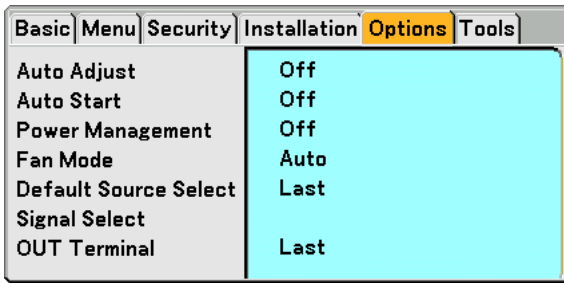 Basic Menu Security Installation Options Tools
Auto Adjust Off
Auto Start Off
Power Management Off
Fan Mode Auto
Default Source Select Last
Signal Select
OUT Terminal Last